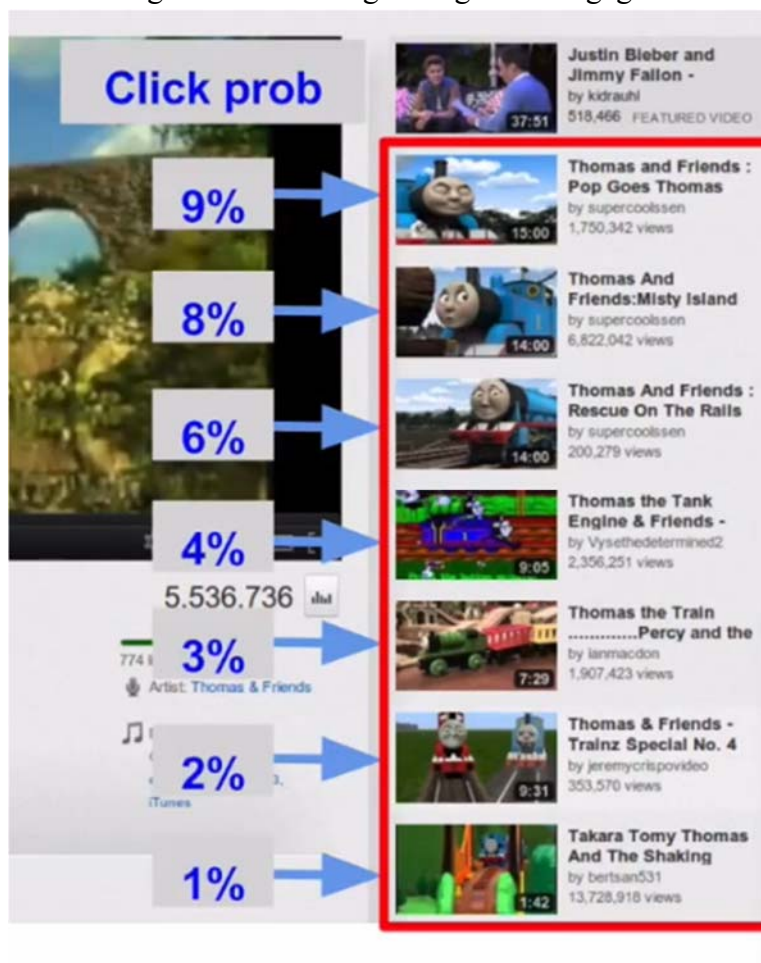 Click prob
Justin Bieber and
Jimmy Fallon -
by kidrauhl
518,466 FEATURED VIDEO
37:51
9%
Thomas and Friends :
Pop Goes Thomas
by supercoolssen
1,750,342 views
15:00
8%
Thomas And
Friends:Misty Island
by supercoolssen
6,822,042 views
14:00
6%
Thomas And Friends :
Rescue On The Rails
by supercoolssen
200,279 views
14:00
4%
Thomas the Tank
Engine & Friends -
by Vysethedetermined2
2,356,251 views
9:05
5.536.736
3%
774
Artist: Thomas & Friends
Thomas the Train
.............Percy and the
by ianmacdon
1,907,423 views
7:29
2%
iTunes
Thomas & Friends -
Trainz Special No. 4
by jeremycrispovideo
353,570 views
9:31
1%
Takara Tomy Thomas
And The Shaking
by bertsan531
13,728,918 views
1:42